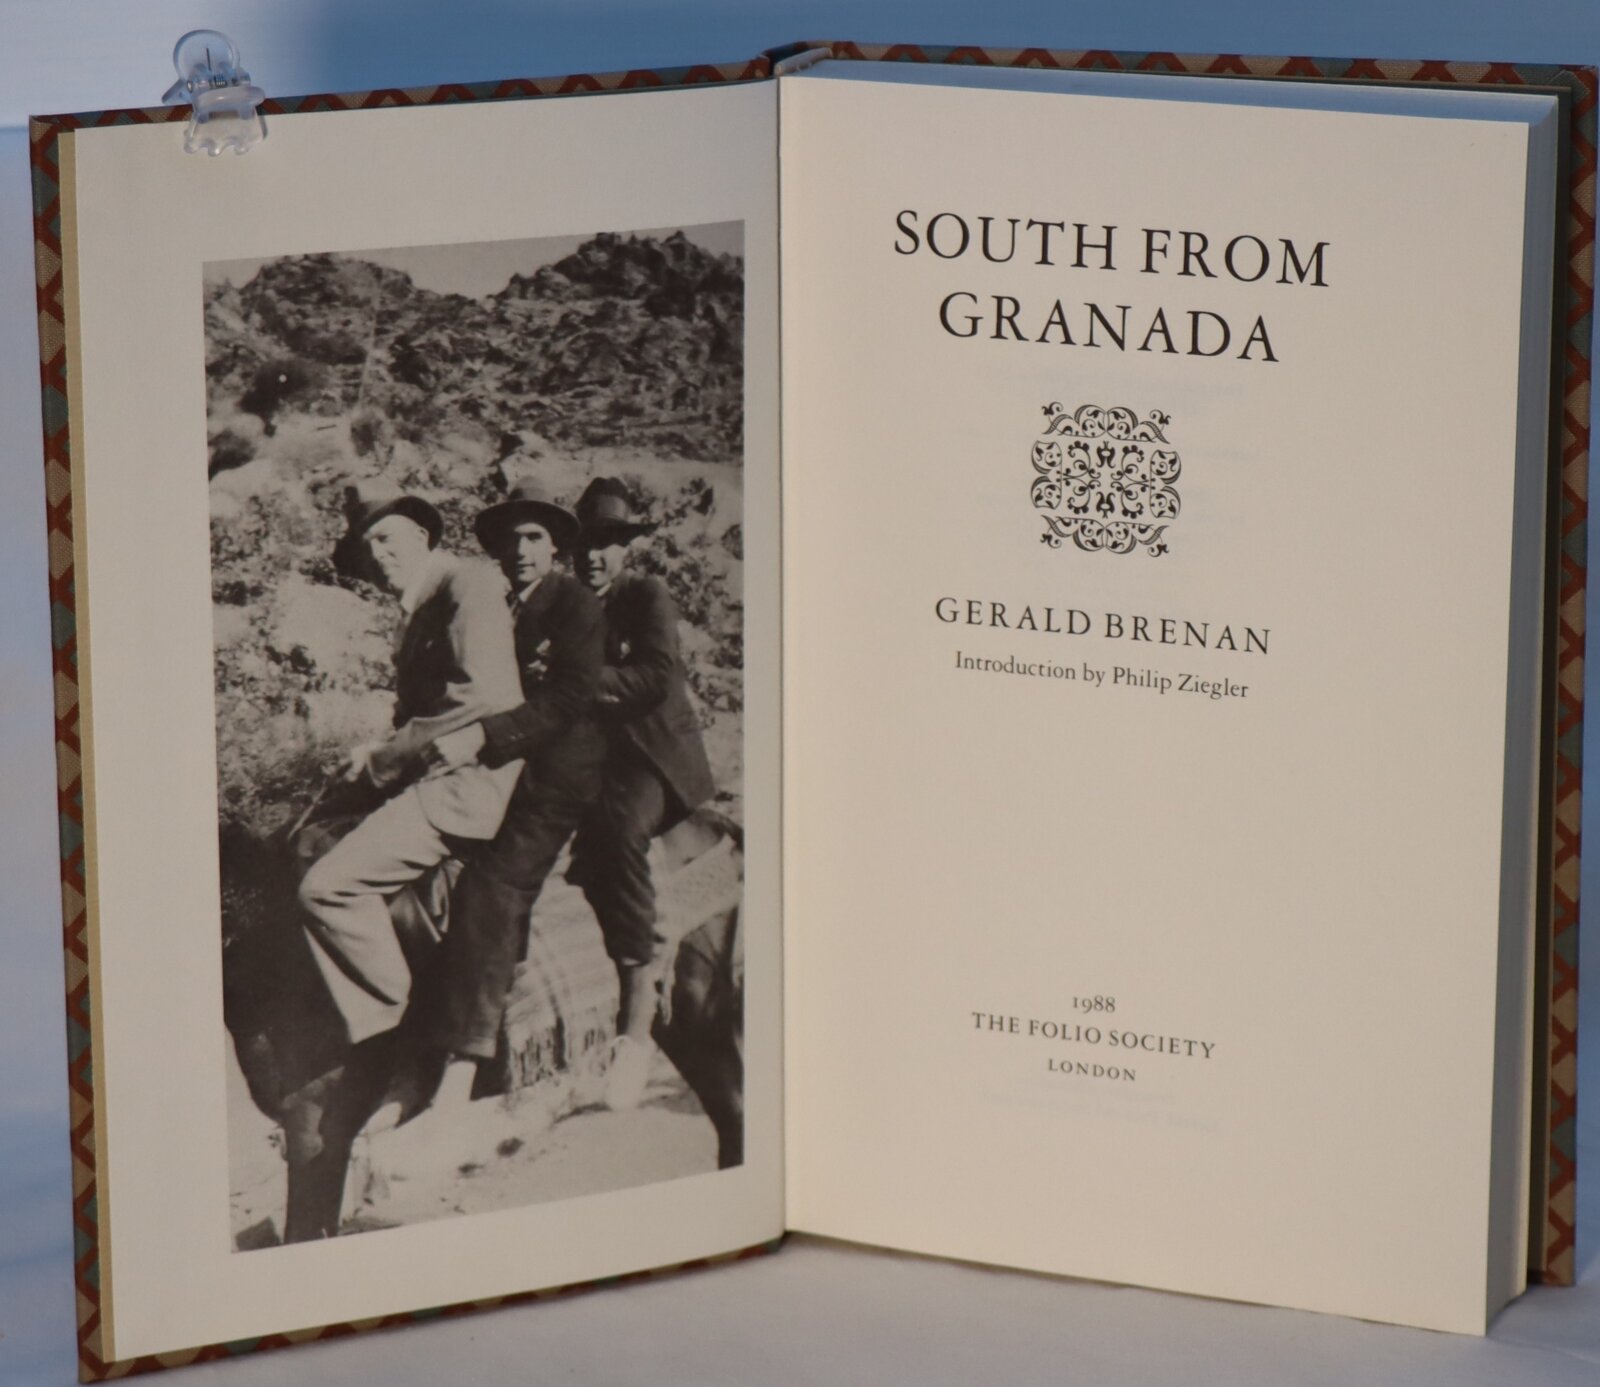 SOUTH FROM
GRANADA
GERALD BRENAN
Introduction by Philip Ziegler
1988
THE FOLIO SOCIETY
LONDON